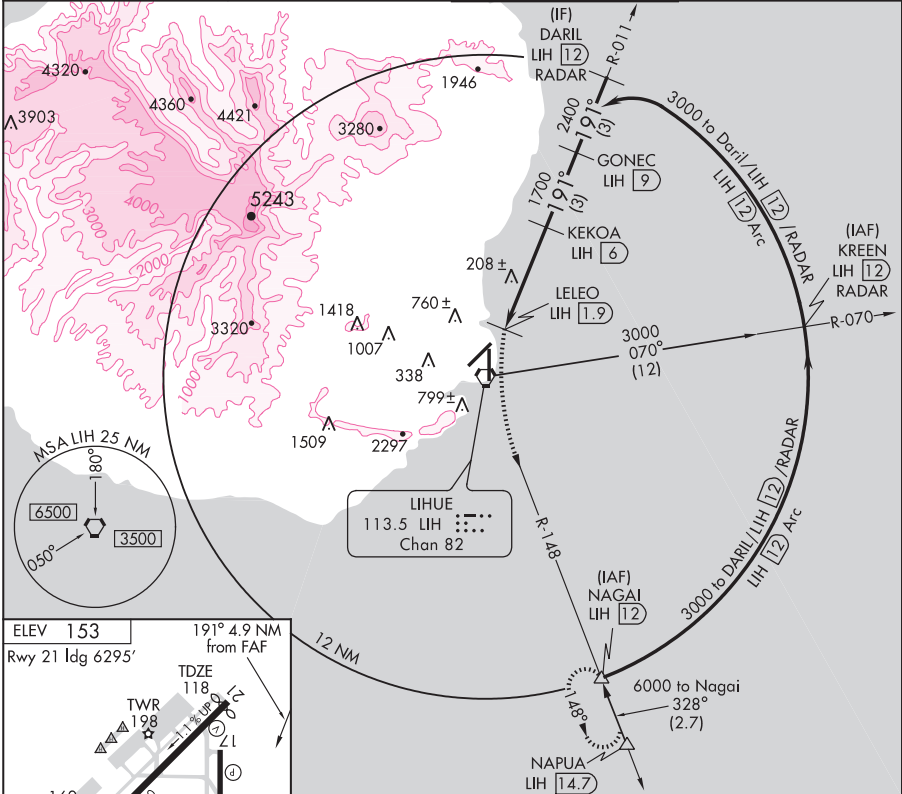 (IF)
DARIL
LIH 12
RADAR
R-011
4320
4360
4421
1946
3903
3280
2400
191°
(3)
3000 to Daril/LIH 12 /RADAR
LIH 12 Arc
GONEC
LIH 9
5243
4000
3000
2000
1000
1700
191°
(3)
KEKOA
LIH 6
(IAF)
KREEN
LIH 12
RADAR
208 ±
LELEO
LIH 1.9
760 ±
1418
1007
3320
338
799 ±
1509
2297
3000
070°
(12)
R-070
MSA LIH 25 NM
180°
6500
3500
050°
LIHUE
113.5 LIH
Chan 82
R-148
3000 to DARIL/LIH 12 /RADAR
LIH 12 Arc
(IAF)
NAGAI
LIH 12
12 NM
148°
6000 to Nagai
328°
(2.7)
NAPUA
LIH 14.7
ELEV 153
Rwy 21 ldg 6295'
191° 4.9 NM
from FAF
TDZE
118
21
TWR
198
1.1% UP
V
17
P